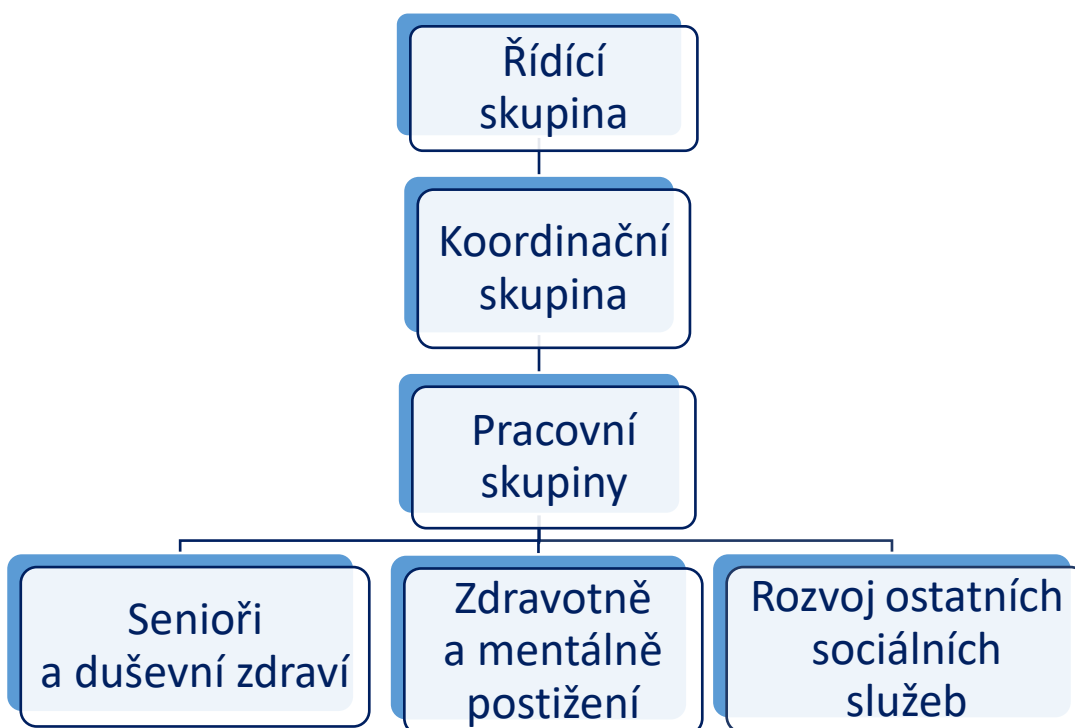 Řídící
skupina
Koordinační
skupina
Pracovní
skupiny
Senioři
a duševní zdraví
Zdravotně
a mentálně
postižení
Rozvoj ostatních
sociálních
služeb